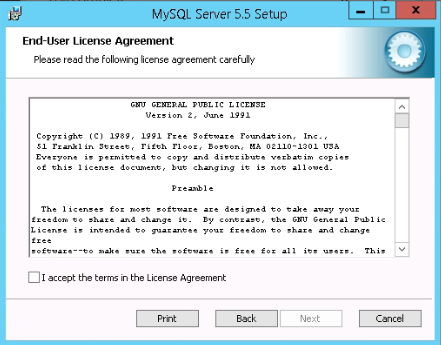 MySQL Server 5.5 Setup
End-User License Agreement
Please read the following license agreement carefully
GNU GENERAL PUBLIC LICENSE
Version 2, June 1991
Copyright (C) 1989, 1991 Free Software Foundation, Inc.,
51 Franklin Street, Fifth Floor, Boston, MA 02110-1301 USA
Everyone is permitted to copy and distribute verbatim copies
of this license document, but changing it is not allowed.
Preamble
The licenses for most software are designed to take away your
freedom to share and change it.  By contrast, the GNU General Public
License is intended to guarantee your freedom to share and change
free
software--to make sure the software is free for all its users.  This
I accept the terms in the License Agreement
Print
Back
Next
Cancel